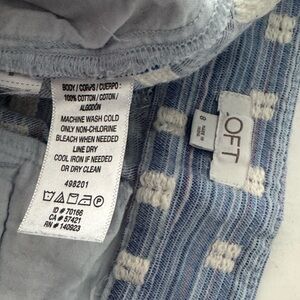 BODY / CORPS / CUERPO :
100% COTTON / COTON /
ALGODÓN
MACHINE WASH COLD
ONLY NON-CHLORINE
BLEACH WHEN NEEDED
LINE DRY
COOL IRON IF NEEDED
OR DRY CLEAN
498201
ID # 70166
CA # 57421
RN # 140923
LOFT
8